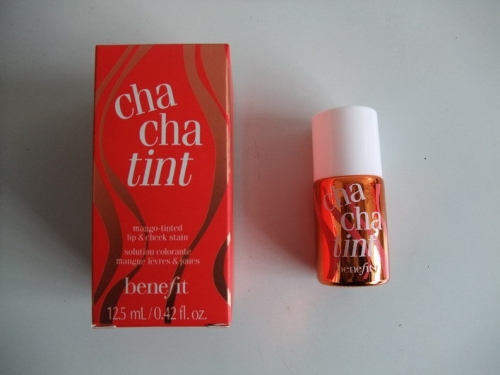 cha
cha
tint
mango-tinted
lip & cheek stain
solution colorante
mangue lèvres & joues
benefit
12.5 mL/0.42 fl. oz.
cha
cha
tint
benefit